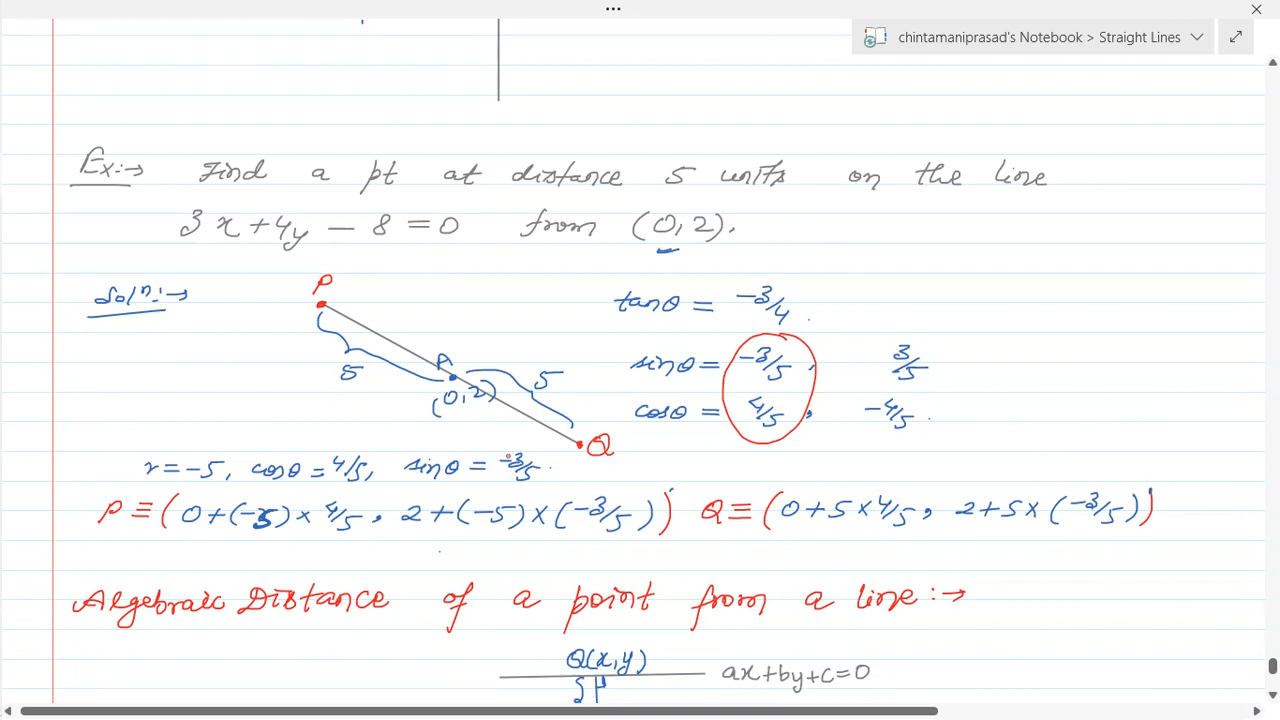 chintamaniprasad's Notebook > Straight Lines
Ex:→ Find a pt at distance 5 units on the line
3x+4y-8=0 from (0,2).
Soln:→
P
tanθ = -3/4
sinθ = -3/5, 3/5
A
5
5
(0,2)
cosθ = 4/5, -4/5
Q
r=-5, cosθ=4/5, sinθ=-3/5
P≡(0+(-5)×4/5, 2+(-5)×(-3/5)) Q≡(0+5×4/5, 2+5×(-3/5))
Algebraic Distance of a point from a line:→
Q(x,y)
ax+by+c=0